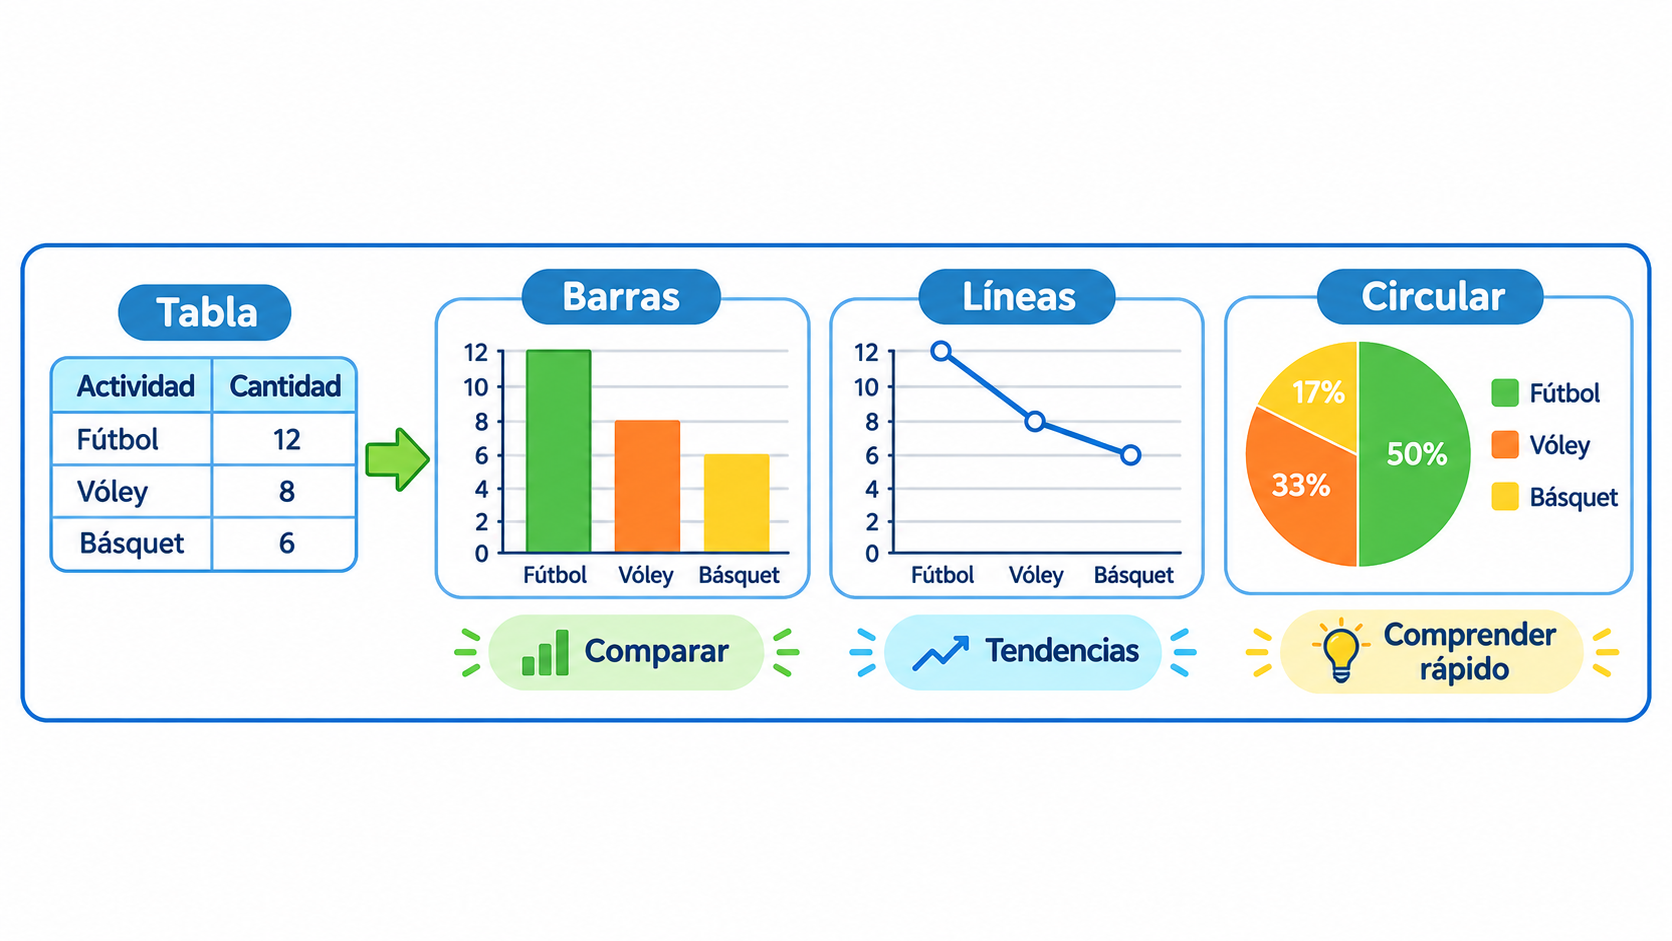 Tabla
Actividad Cantidad
Fútbol 12
Vóley 8
Básquet 6
Barras
12
10
8
6
4
2
0
Fútbol Vóley Básquet
Comparar
Líneas
12
10
8
6
4
2
0
Fútbol Vóley Básquet
Tendencias
Circular
17%
50%
33%
Fútbol
Vóley
Básquet
Comprender
rápido